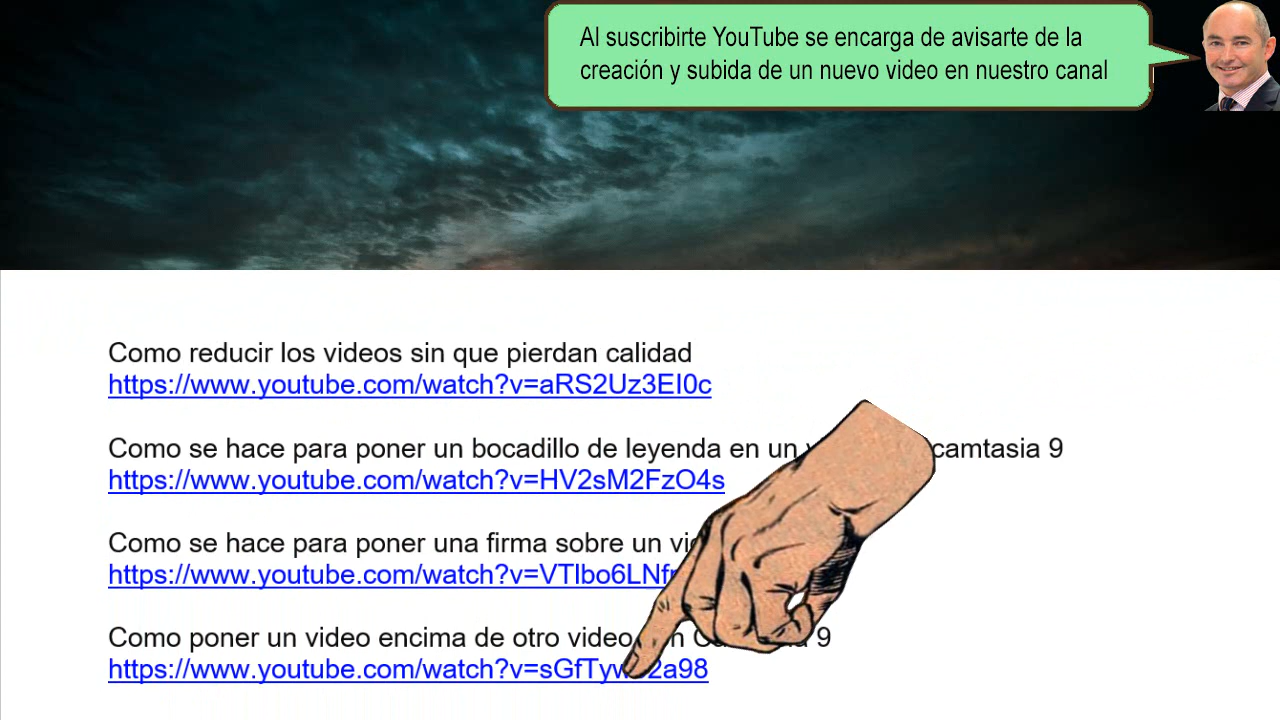 Al suscribirte YouTube se encarga de avisarte de la
creación y subida de un nuevo video en nuestro canal
Como reducir los videos sin que pierdan calidad
https://www.youtube.com/watch?v=aRS2Uz3EI0c
Como se hace para poner un bocadillo de leyenda en un camtasia 9
https://www.youtube.com/watch?v=HV2sM2FzO4s
Como se hace para poner una firma sobre un
Como poner un video encima de otro video 9